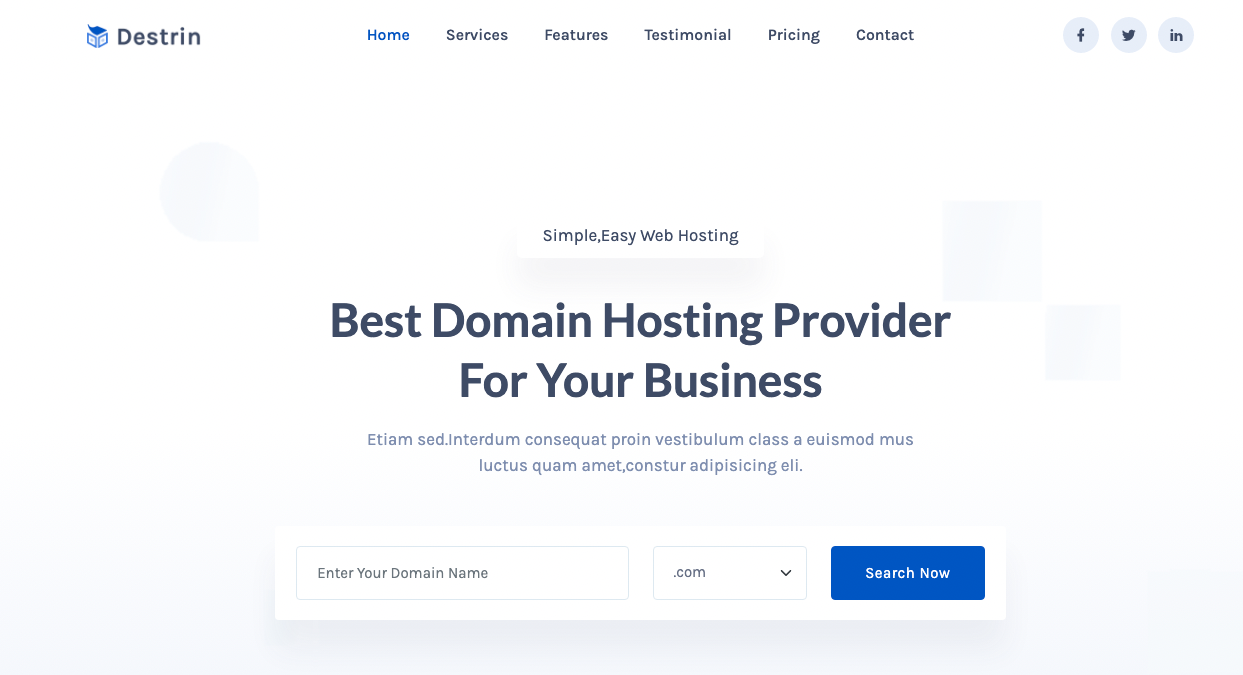 Destrin
Home Services Features Testimonial Pricing Contact
Simple,Easy Web Hosting
Best Domain Hosting Provider
For Your Business
Etiam sed.Interdum consequat proin vestibulum class a euismod mus
luctus quam amet,constur adipisicing eli.
Enter Your Domain Name .com Search Now